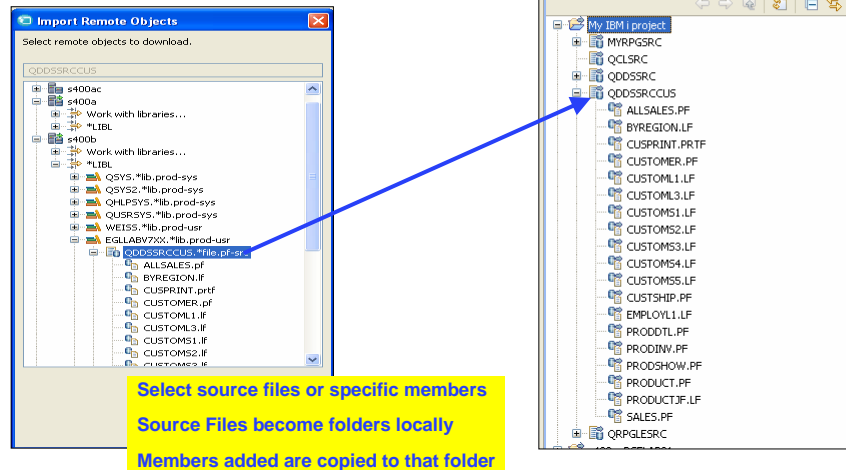 Import Remote Objects
Select remote objects to download.
QDDSSRCCUS
s400ac
s400a
Work with libraries...
*LIBL
s400b
Work with libraries...
*LIBL
QSYS.*lib.prod-sys
QSYS2.*lib.prod-sys
QHLPSYS.*lib.prod-sys
QUSRSYS.*lib.prod-usr
WEISS.*lib.prod-usr
EGLLABV7XX.*lib.prod-usr
QDDSSRCCUS.*file.pf-src
ALLSALES.pf
BYREGION.lf
CUSPRINT.prtf
CUSTOMER.pf
CUSTOML1.lf
CUSTOML3.lf
CUSTOMS1.lf
CUSTOMS2.lf
CUSTOMS3.lf
Select source files or specific members
Source Files become folders locally
Members added are copied to that folder
My IBM i project
MYRPGSRC
QCLSRC
QDDSSRC
QDDSSRCCUS
ALLSALES.PF
BYREGION.LF
CUSPRINT.PRTF
CUSTOMER.PF
CUSTOML1.LF
CUSTOML3.LF
CUSTOMS1.LF
CUSTOMS2.LF
CUSTOMS3.LF
CUSTOMS4.LF
CUSTOMS5.LF
CUSTSHIP.PF
EMPLOYL1.LF
PRODDTL.PF
PRODINV.PF
PRODSHOW.PF
PRODUCT.PF
PRODUCTJF.LF
SALES.PF
QRPGLESRC